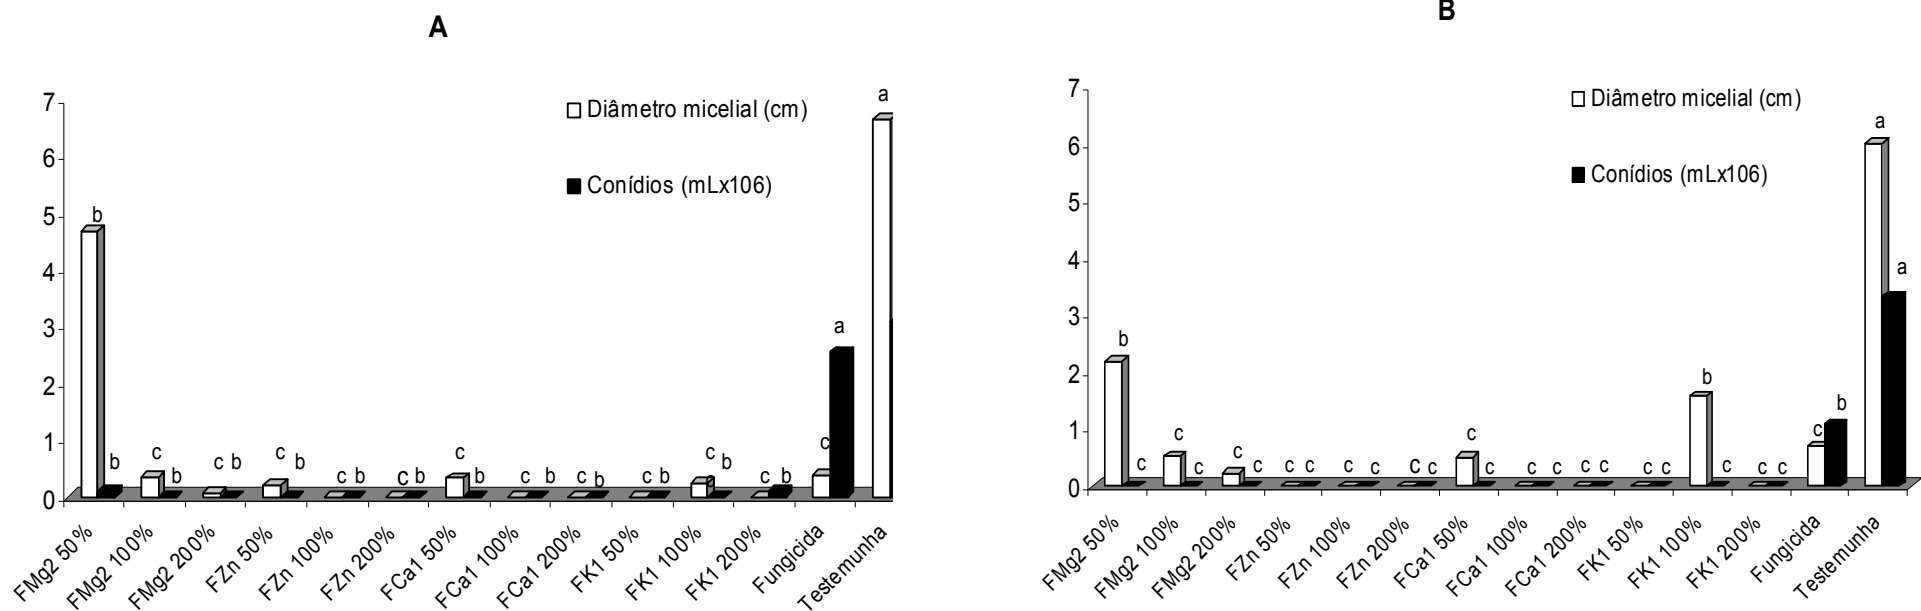 A
7
6
5
4
3
2
1
0
Diâmetro micelial (cm)
Conídios (mLx106)
b b c b c b c b c b c b c b c b c b c b c c b c b c a a
FMg2 50%
FMg2 100%
FMg2 200%
FZn 50%
FZn 100%
FZn 200%
FCa1 50%
FCa1 100%
FCa1 200%
FK1 50%
FK1 100%
FK1 200%
Fungicida
Testemunha
B
7
6
5
4
3
2
1
0
Diâmetro micelial (cm)
Conídios (mLx106)
b c c c c c c c c c c c c c c c c c c c b c c c c b a a
FMg2 50%
FMg2 100%
FMg2 200%
FZn 50%
FZn 100%
FZn 200%
FCa1 50%
FCa1 100%
FCa1 200%
FK1 50%
FK1 100%
FK1 200%
Fungicida
Testemunha